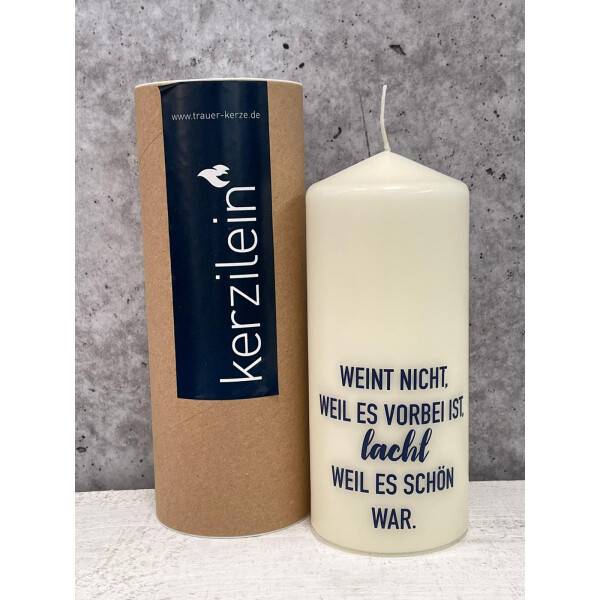 www.trauer-kerze.de
kerzilein
WEINT NICHT,
WEIL ES VORBEI IST,
lacht
WEIL ES SCHÖN
WAR.